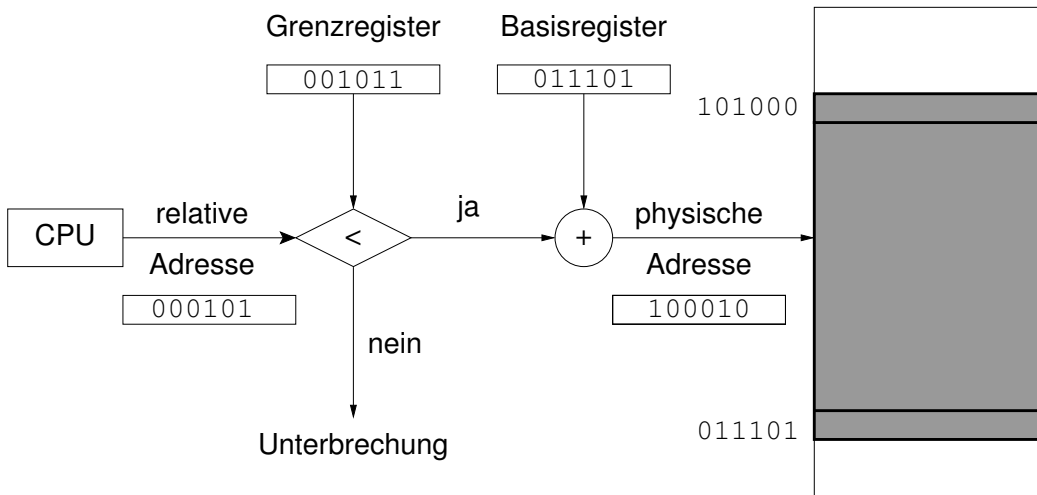 Grenzregister
Basisregister
001011
011101
101000
relative
ja
physische
CPU
<
+
Adresse
Adresse
000101
100010
nein
011101
Unterbrechung